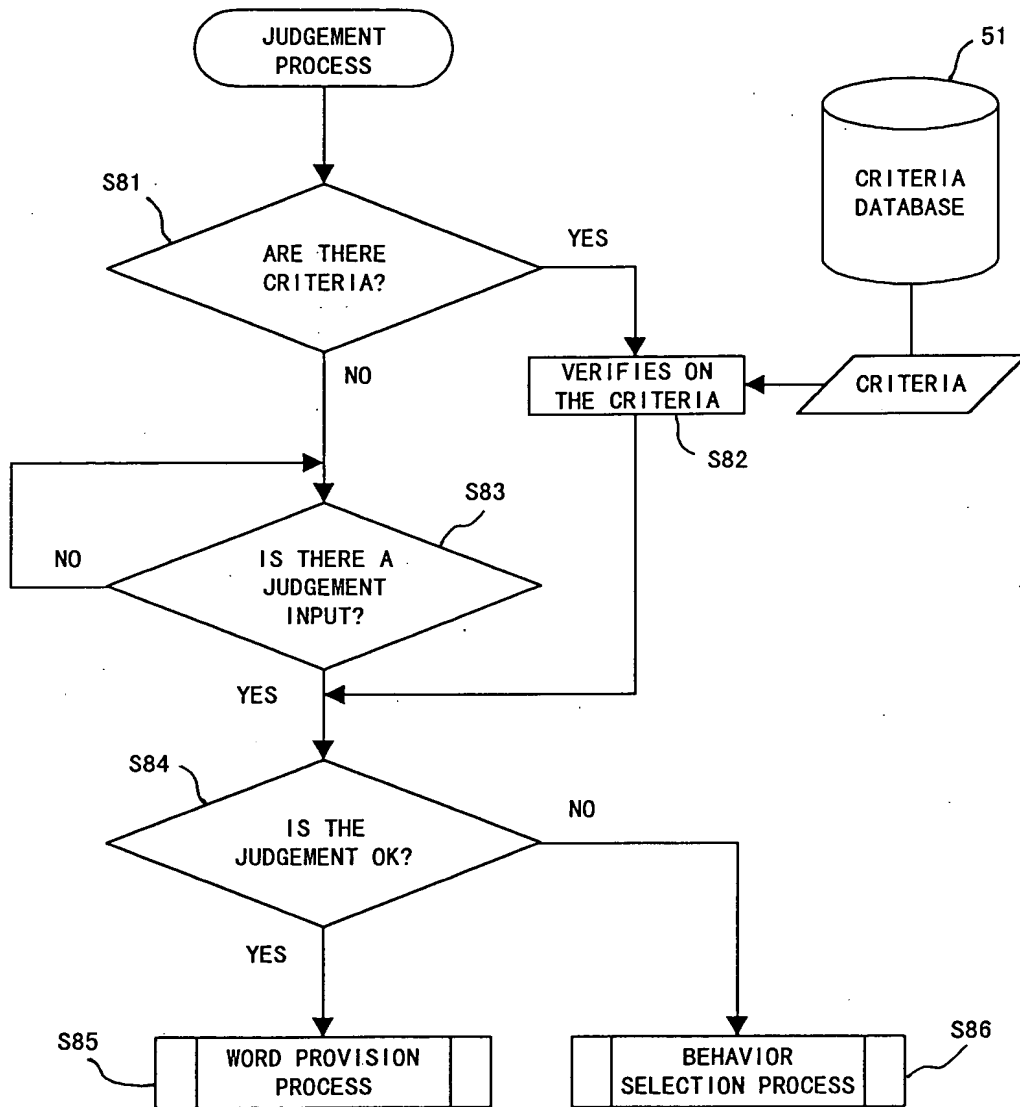 JUDGEMENT
PROCESS
51
CRITERIA
DATABASE
S81
ARE THERE
CRITERIA?
YES
NO
VERIFIES ON
THE CRITERIA
CRITERIA
S82
S83
IS THERE A
JUDGEMENT
INPUT?
NO
YES
S84
IS THE
JUDGEMENT OK?
NO
YES
S85
WORD PROVISION
PROCESS
BEHAVIOR
SELECTION PROCESS
S86